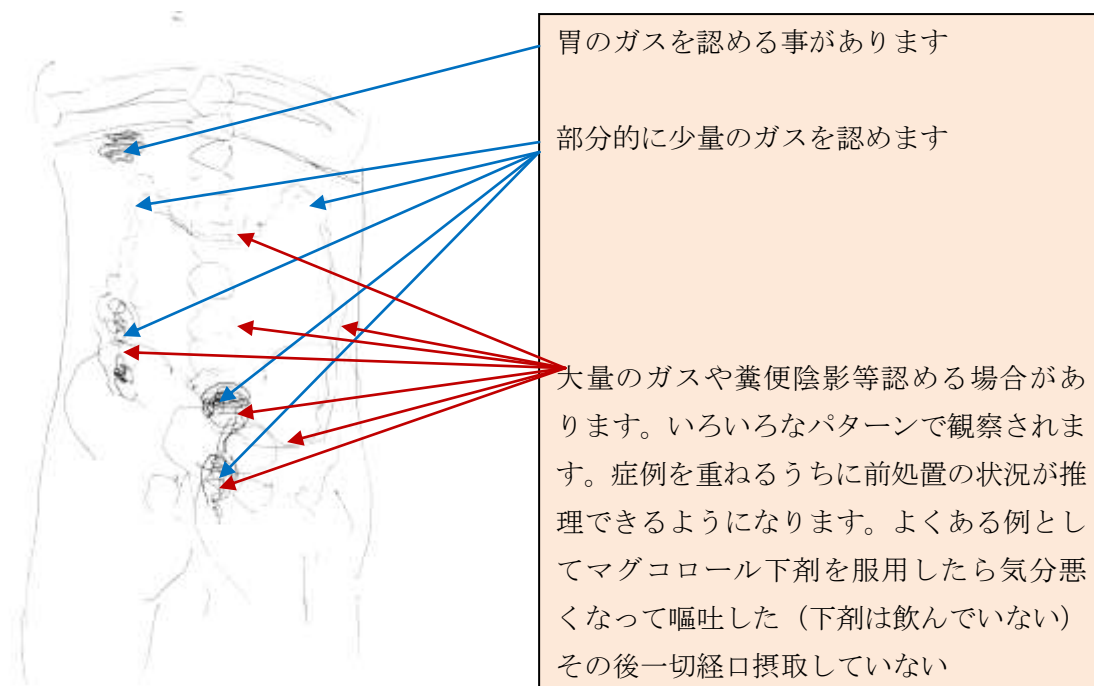 胃のガスを認める事があります
部分的に少量のガスを認めます
大量のガスや糞便陰影等認める場合があ
ります。いろいろなパターンで観察されま
す。症例を重ねるうちに前処置の状況が推
理できるようになります。よくある例とし
てマグコロール下剤を服用したら気分悪
くなって嘔吐した（下剤は飲んでいない）
その後一切経口摂取していない